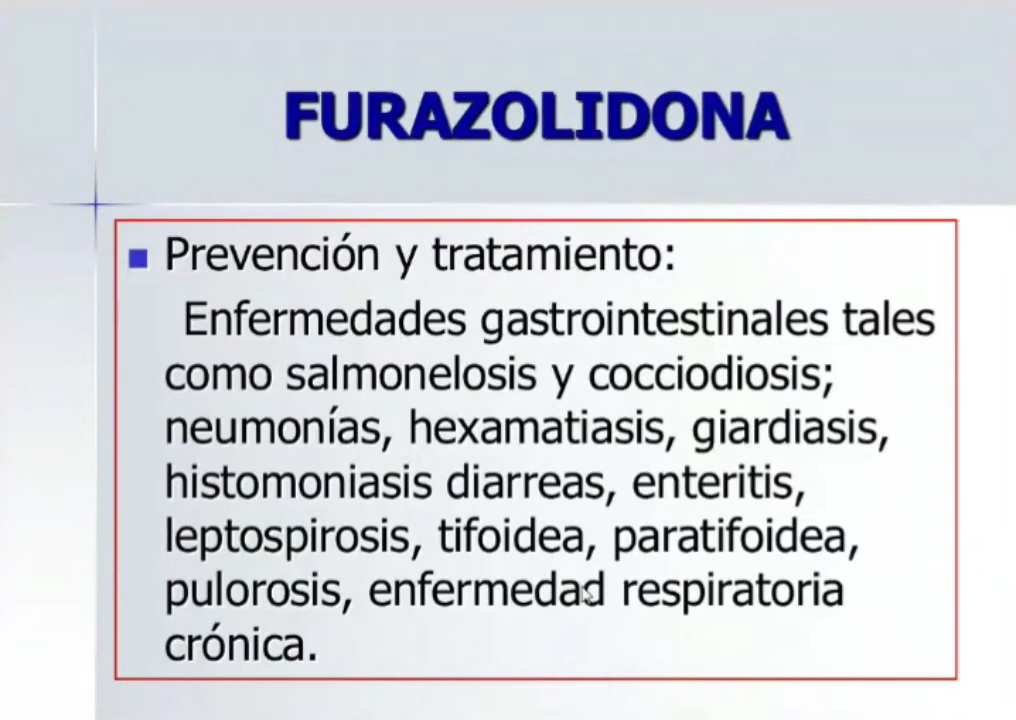 FURAZOLIDONA
Prevención y tratamiento:
Enfermedades gastrointestinales tales
como salmonelosis y cocciodiosis;
neumonías, hexamatiasis, giardiasis,
histomoniasis diarreas, enteritis,
leptospirosis, tifoidea, paratifoidea,
pulorosis, enfermedad respiratoria
crónica.